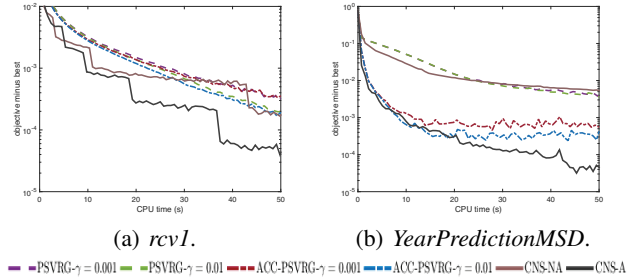 10^-2
10^-3
10^-4
10^-5
objective minus best
0 10 20 30 40 50
CPU time (s)
(a) rcv1.
10^0
10^-1
10^-2
10^-3
10^-4
10^-5
objective minus best
0 10 20 30 40 50
CPU time (s)
(b) YearPredictionMSD.
PSVRG-γ = 0.001 PSVRG-γ = 0.01 ACC-PSVRG-γ = 0.001 ACC-PSVRG-γ = 0.01 CNS-NA CNS-A